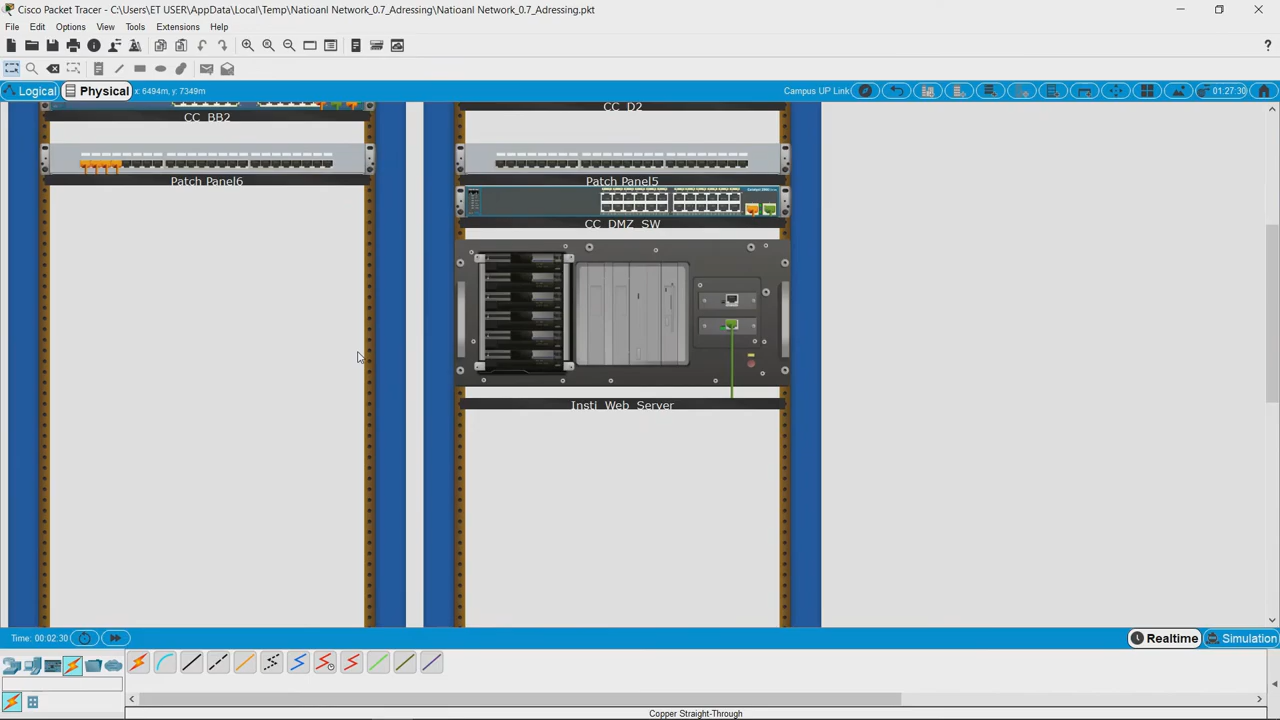 Cisco Packet Tracer - C:\Users\ET USER\AppData\Local\Temp\Natioanl Network_0.7_Adressing\Natioanl Network_0.7_Adressing.pkt
File Edit Options View Tools Extensions Help
Logical Physical x: 6494m, y: 7349m Campus UP Link 01:27:30
CC_BB2 CC_D2
Patch Panel6 Patch Panel5
CC_DMZ_SW
Insti_Web_Server
Time: 00:02:30 Realtime Simulation
Copper Straight-Through